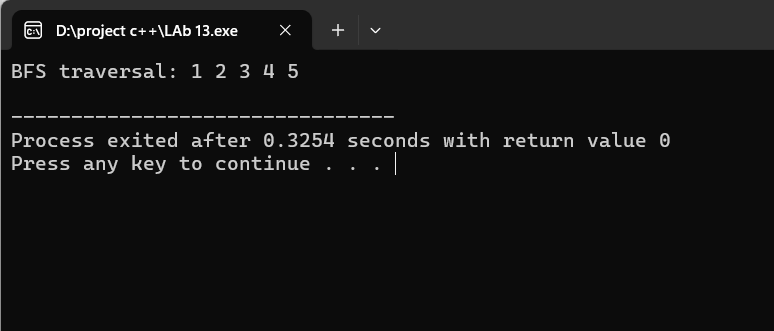 D:\project c++\LAb 13.exe
BFS traversal: 1 2 3 4 5
--------------------------------
Process exited after 0.3254 seconds with return value 0
Press any key to continue . . .